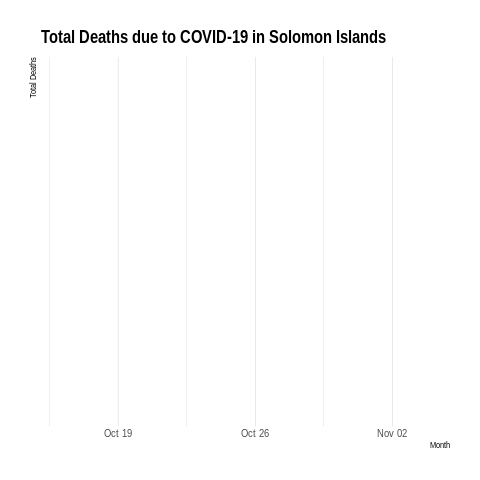 Total Deaths due to COVID-19 in Solomon Islands
Total Deaths
Oct 19
Oct 26
Nov 02
Month